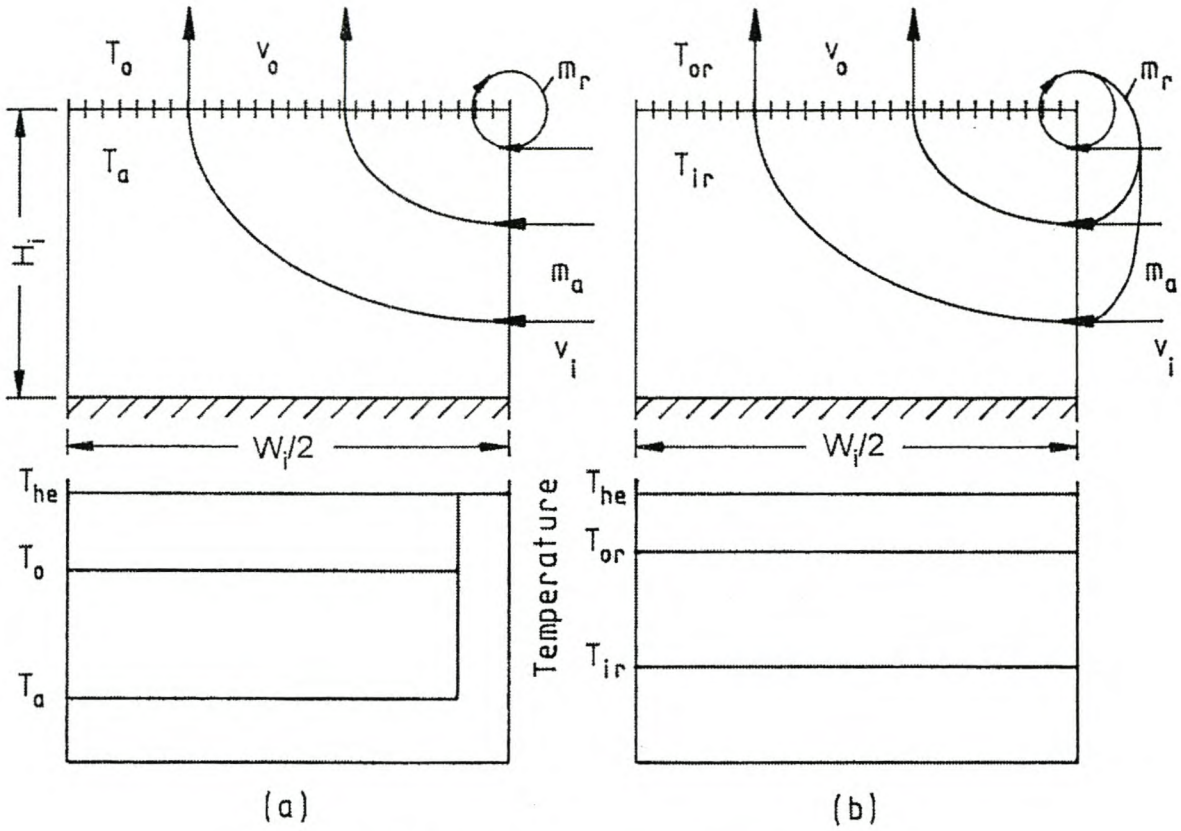 T_o
v_o
m_r
T_a
H_i
m_a
v_i
W_i/2
T_he
T_o
T_a
(a)
T_or
v_o
m_r
T_ir
m_a
v_i
W_i/2
Temperature
T_he
T_or
T_ir
(b)